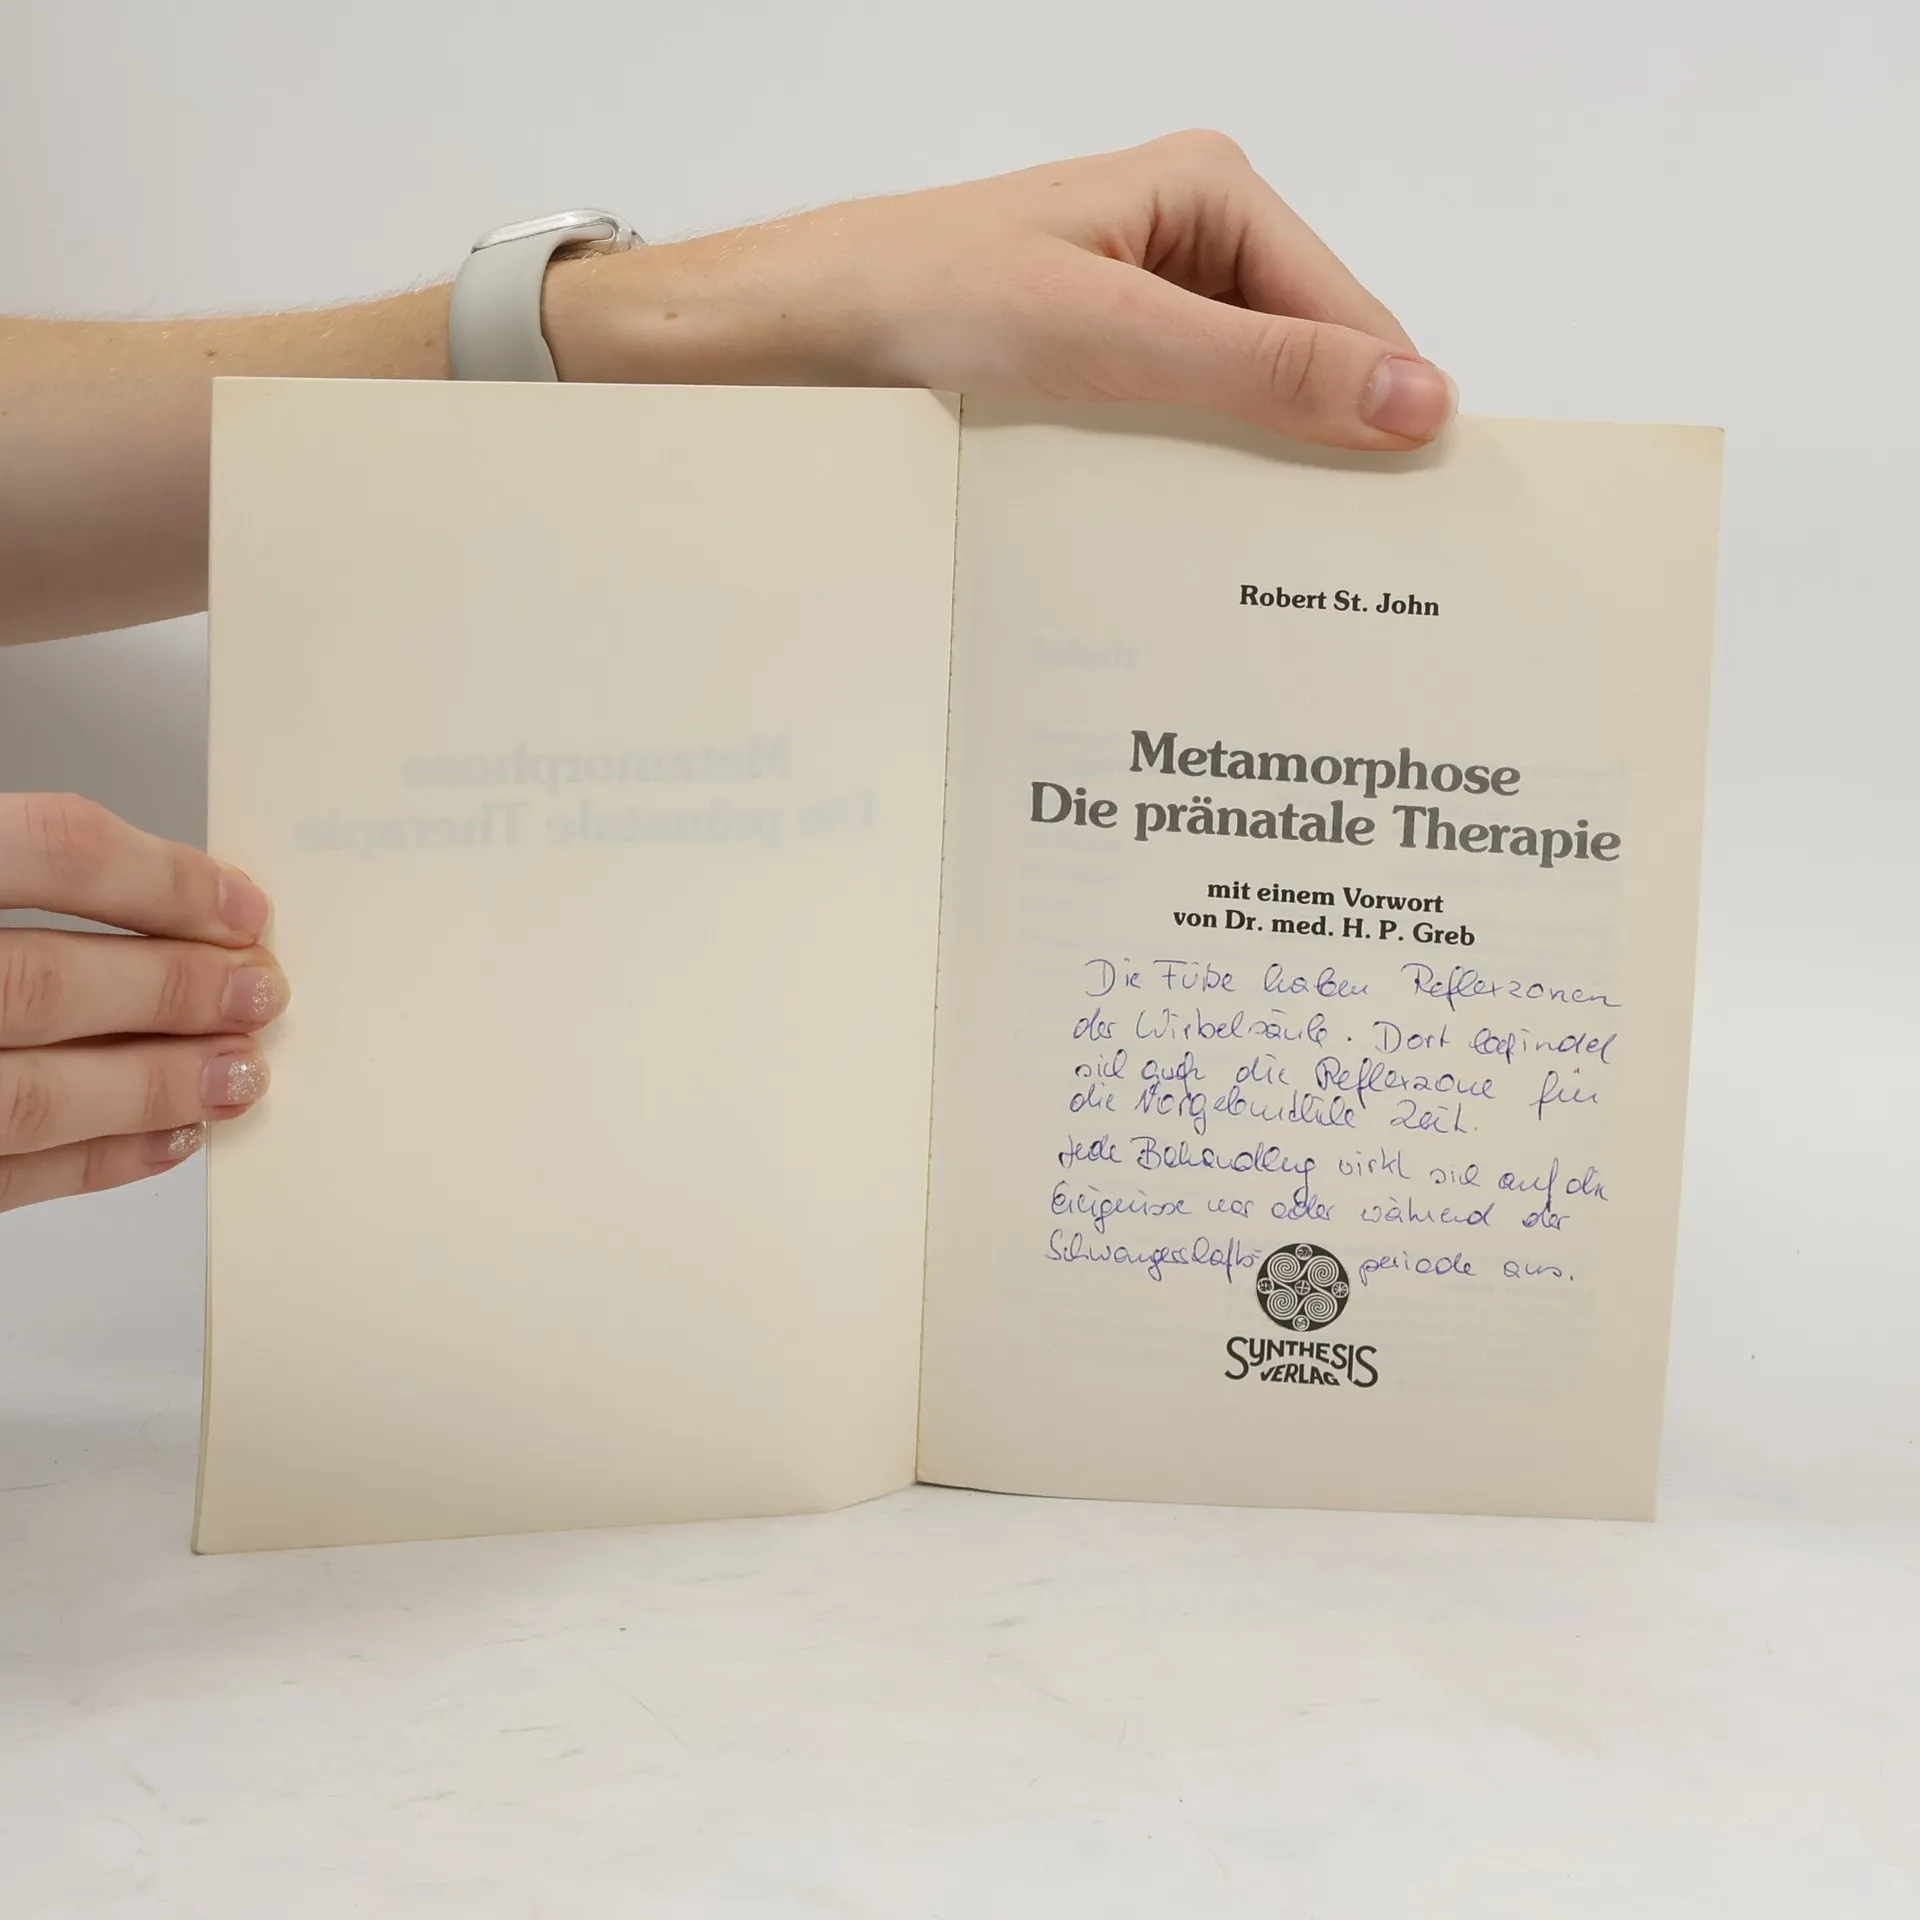 Robert St. John
Metamorphose
Die pränatale Therapie
mit einem Vorwort
von Dr. med. H. P. Greb
Die Füße haben Reflexzonen
der Wirbelsäule. Dort befindet
sich auch die Reflexzone für
die Vorgeburtliche Zeit.
Jede Behandlug wirkt sich auf die
Ereignisse vor oder während der
Schwangerschafts= periode aus.
SYNTHESIS
VERLAG